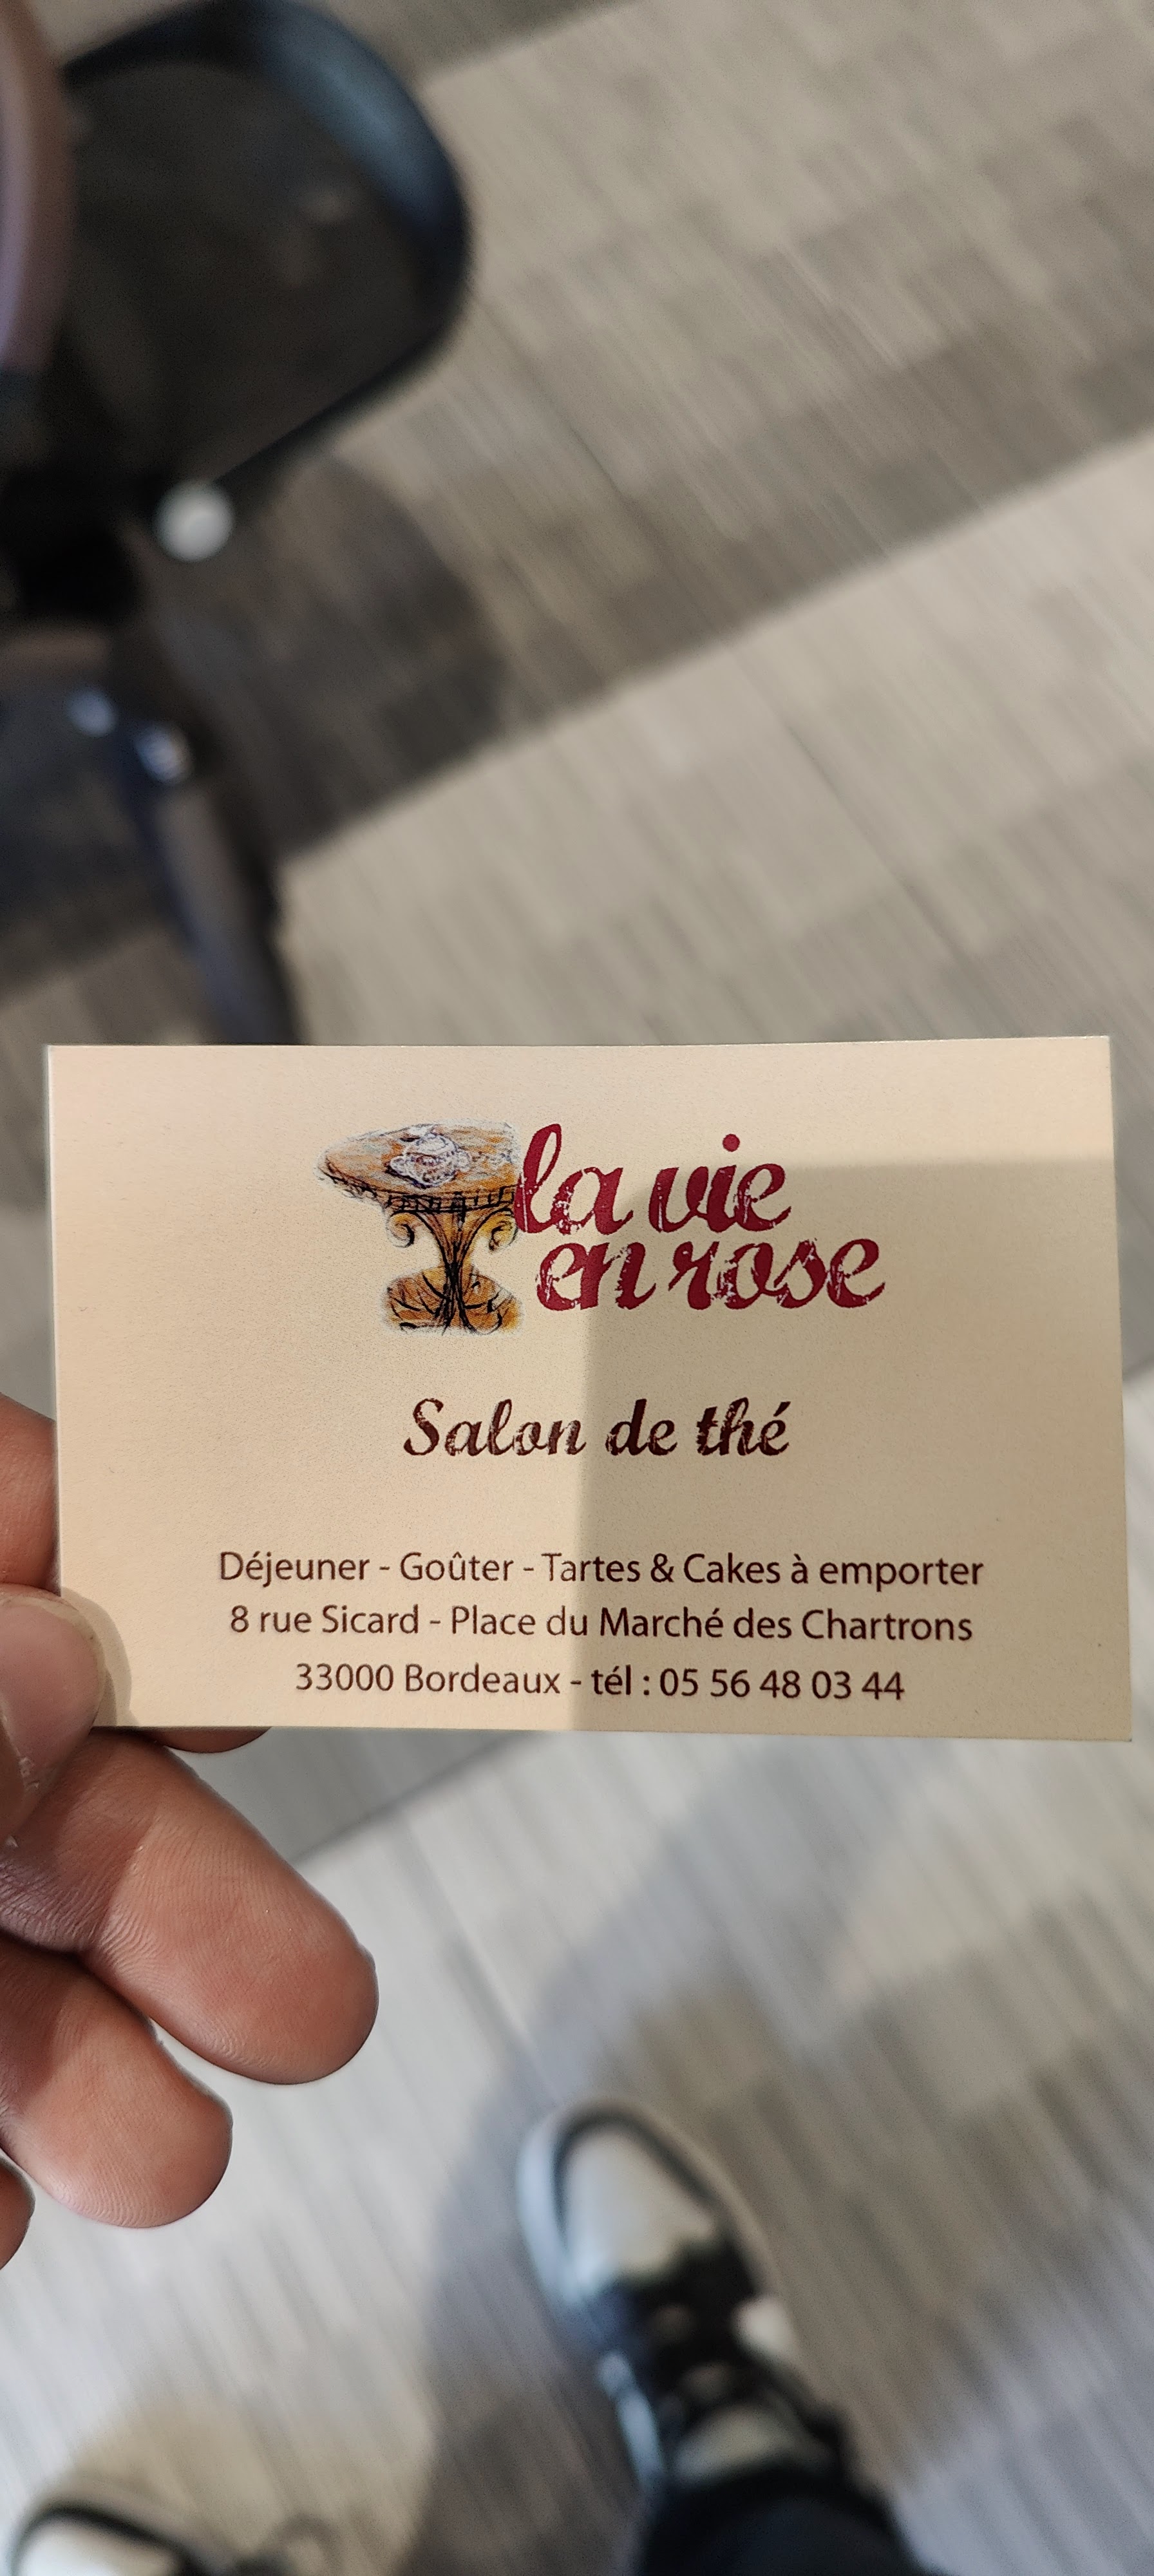 la vie
en rose
Salon de thé
Déjeuner - Goûter - Tartes & Cakes à emporter
8 rue Sicard - Place du Marché des Chartrons
33000 Bordeaux - tél : 05 56 48 03 44